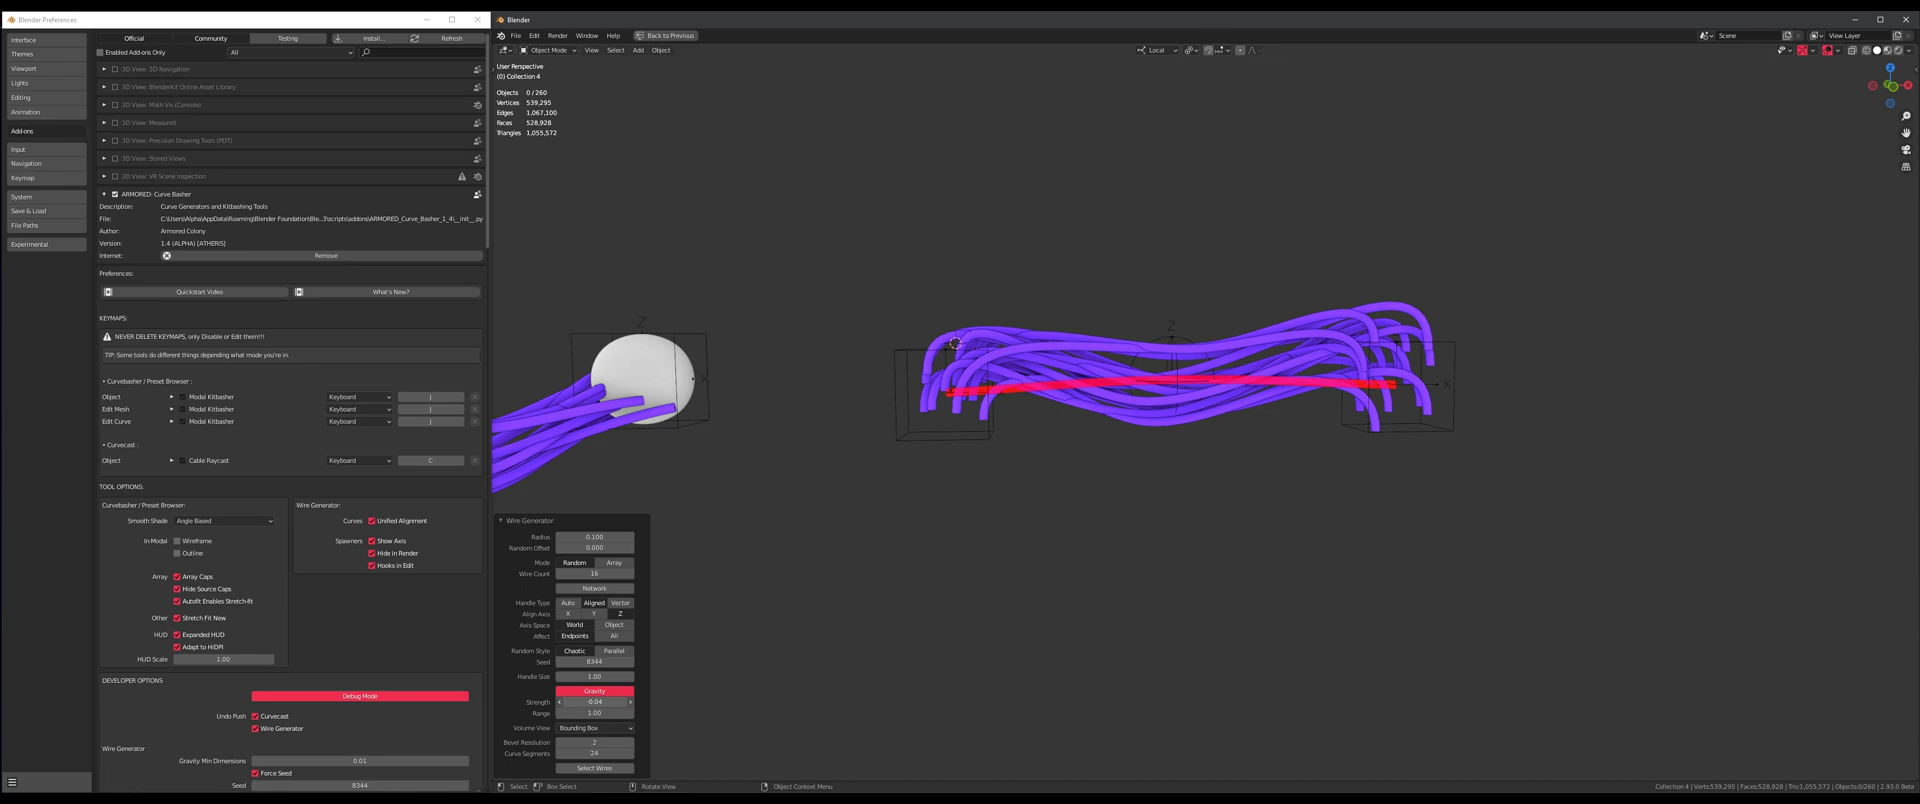 Blender Preferences
Interface
Themes
Viewport
Lights
Editing
Animation
Add-ons
Input
Navigation
Keymap
System
Save & Load
File Paths
Experimental
Official Community Testing Install... Refresh
Enabled Add-ons Only All
3D View: 3D Navigation
3D View: BlenderKit Online Asset Library
3D View: Math Vis (Console)
3D View: MeasureIt
3D View: Precision Drawing Tools (PDT)
3D View: Stored Views
3D View: VR Scene Inspection
ARMORED: Curve Basher
Description: Curve Generators and Kitbashing Tools
File: C:\Users\Alpha\AppData\Roaming\Blender Foundation\Ble...3\scripts\addons\ARMORED_Curve_Basher_1_4\__init__.py
Author: Armored Colony
Version: 1.4 (ALPHA) [ATHERIS]
Internet: Remove
Preferences:
Quickstart Video What's New?
KEYMAPS:
NEVER DELETE KEYMAPS, only Disable or Edit them!!!
TIP: Some tools do different things depending what mode you're in.
• Curvebasher / Preset Browser :
Object Modal Kitbasher Keyboard J
Edit Mesh Modal Kitbasher Keyboard J
Edit Curve Modal Kitbasher Keyboard J
• Curvecast :
Object Cable Raycast Keyboard C
TOOL OPTIONS:
Curvebasher / Preset Browser:
Smooth Shade Angle Based
In-Modal Wireframe
Outline
Array Array Caps
Hide Source Caps
Autofit Enables Stretch-fit
Other Stretch Fit New
HUD Expanded HUD
Adapt to HiDPI
HUD Scale 1.00
Wire Generator:
Curves Unified Alignment
Spawners Show Axis
Hide in Render
Hooks in Edit
DEVELOPER OPTIONS
Debug Mode
Undo Push Curvecast
Wire Generator
Wire Generator
Gravity Min Dimensions 0.01
Force Seed
Seed 8344
Blender
File Edit Render Window Help Back to Previous
Scene View Layer
Object Mode View Select Add Object
Local
User Perspective
(0) Collection 4
Objects 0 / 260
Vertices 539,295
Edges 1,067,100
Faces 528,928
Triangles 1,055,572
Z
X
Y
Z
X
Z
X
Wire Generator
Radius 0.100
Random Offset 0.000
Mode Random Array
Wire Count 16
Network
Handle Type Auto Aligned Vector
Align Axis X Y Z
Axis Space World Object
Affect Endpoints All
Random Style Chaotic Parallel
Seed 8344
Handle Size 1.00
Gravity
Strength -0.04
Range 1.00
Volume View Bounding Box
Bevel Resolution 2
Curve Segments 24
Select Wires
Select Box Select Rotate View Object Context Menu
Collection 4 | Verts:539,295 | Faces:528,928 | Tris:1,055,572 | Objects:0/260 | 2.93.0 Beta